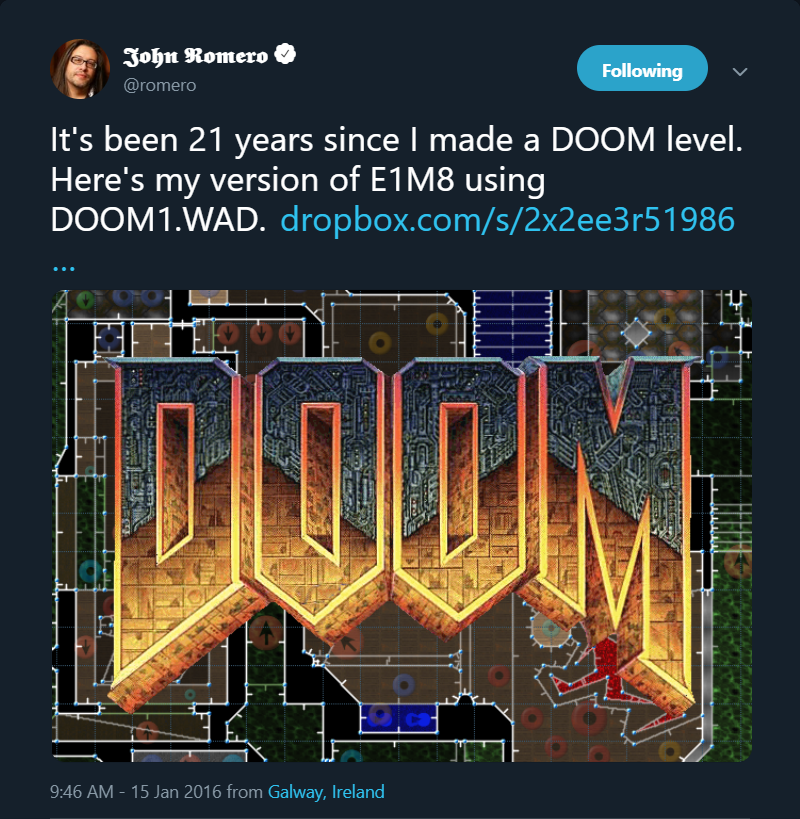 John Romero
@romero
Following
It's been 21 years since I made a DOOM level.
Here's my version of E1M8 using
DOOM1.WAD. dropbox.com/s/2x2ee3r51986
...
DOOM
9:46 AM - 15 Jan 2016 from Galway, Ireland